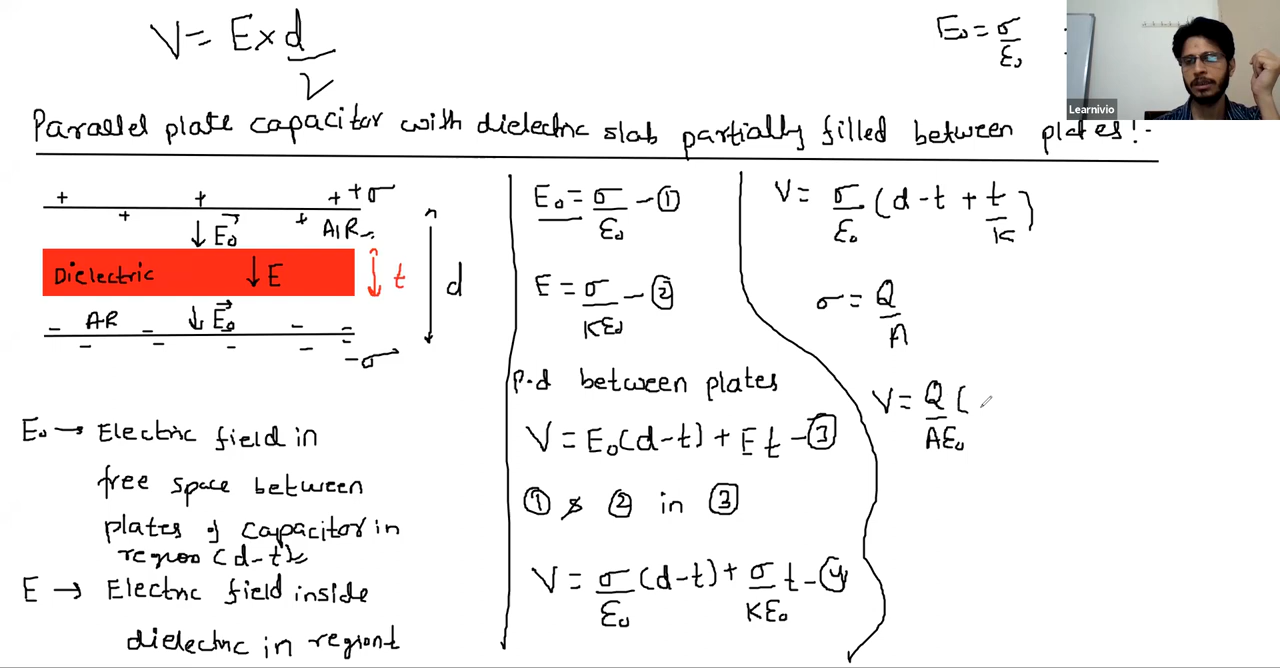 V = E × d
V
E₀ = σ/ε₀
Learnivio
Parallel plate capacitor with dielectric slab partially filled between plates:-
+ + + + σ
+ +
↓ E₀ AIR
Dielectric ↓ E
t
d
AIR ↓ E₀
- - - - -
- - - - - - σ
E₀ → Electric field in
free space between
plates of capacitor in
region (d-t)
E → Electric field inside
dielectric in region t
E₀ = σ/ε₀ - ①
E = σ/Kε₀ - ②
p.d between plates
V = E₀(d-t) + Et - ③
① & ② in ③
V = σ/ε₀ (d-t) + σ/Kε₀ t - ④
V = σ/ε₀ (d-t + t/K)
σ = Q/A
V = Q/Aε₀ (